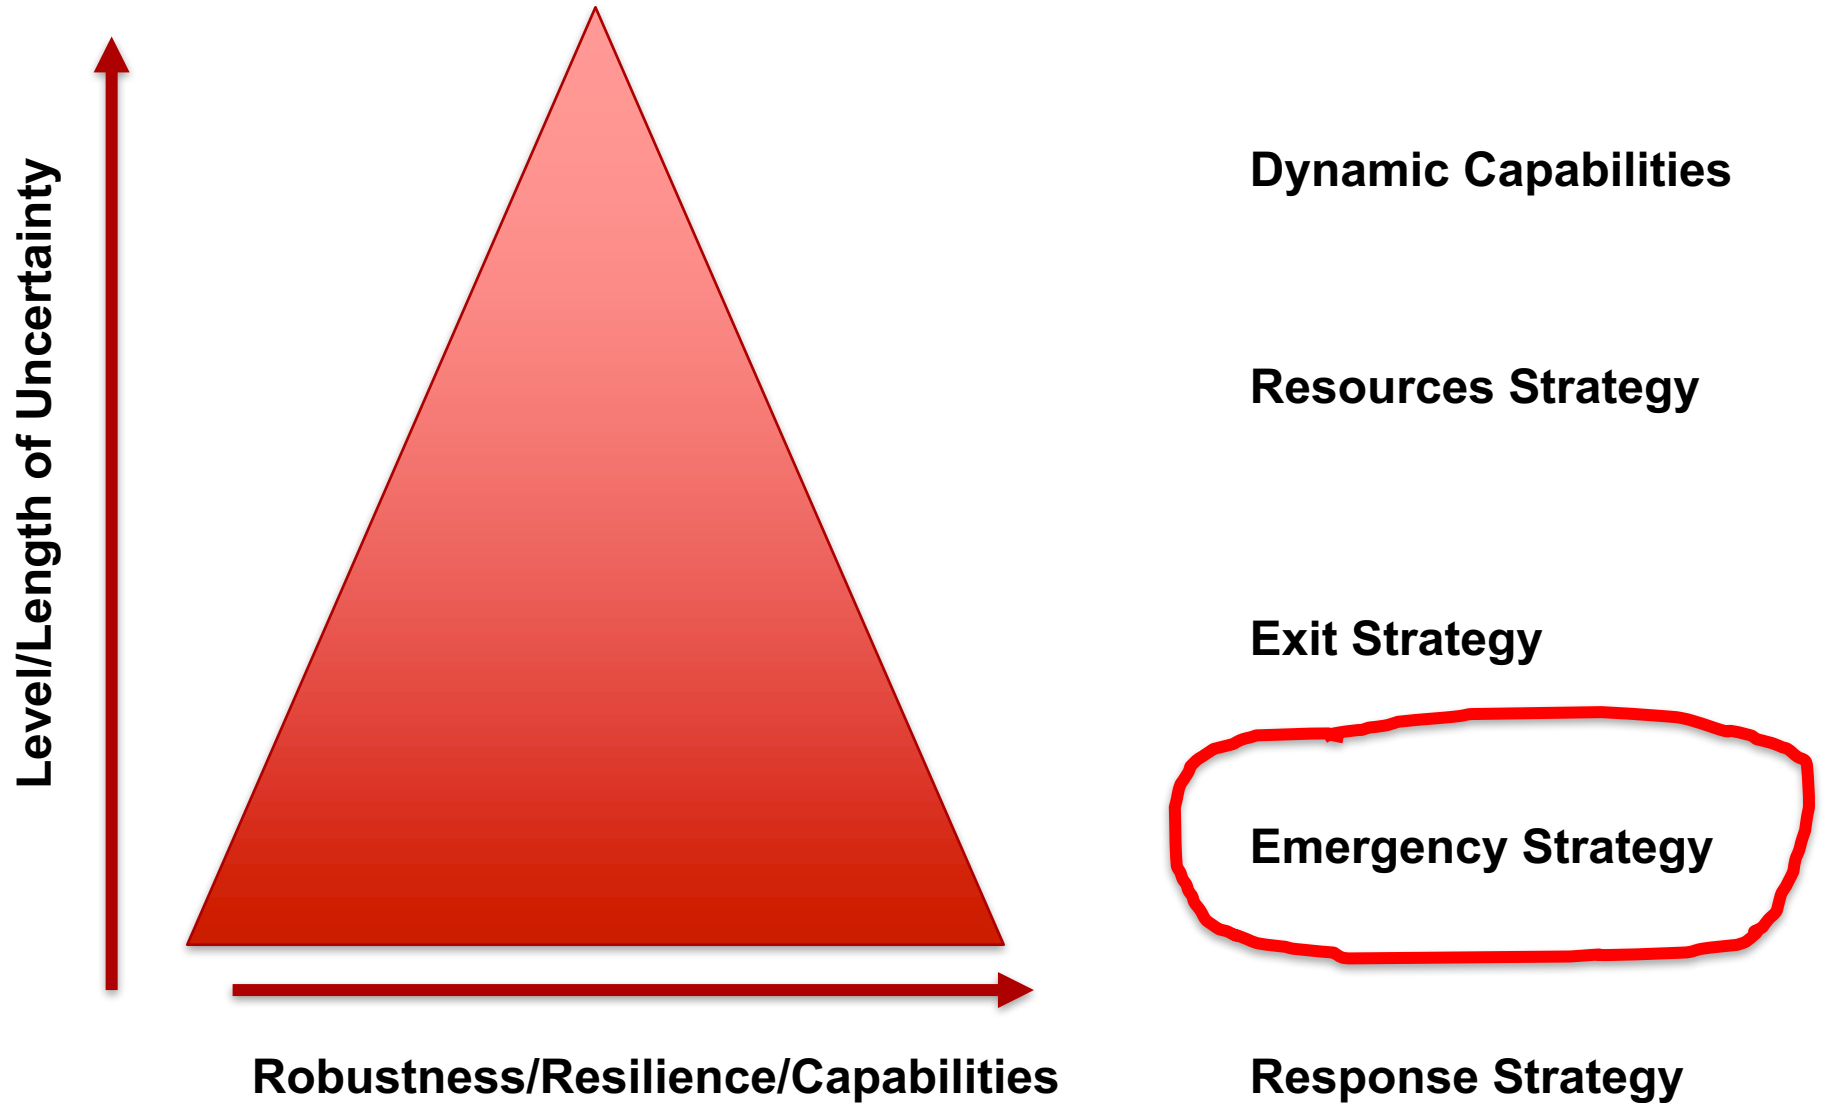 Level/Length of Uncertainty
Dynamic Capabilities
Resources Strategy
Exit Strategy
Emergency Strategy
Robustness/Resilience/Capabilities
Response Strategy